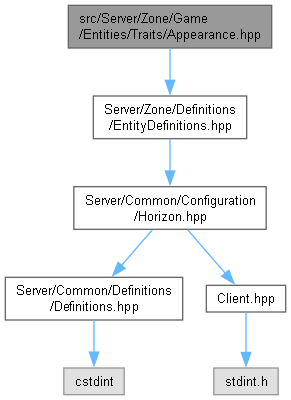 src/Server/Zone/Game
/Entities/Traits/Appearance.hpp
Server/Zone/Definitions
/EntityDefinitions.hpp
Server/Common/Configuration
/Horizon.hpp
Server/Common/Definitions
/Definitions.hpp
Client.hpp
cstdint
stdint.h